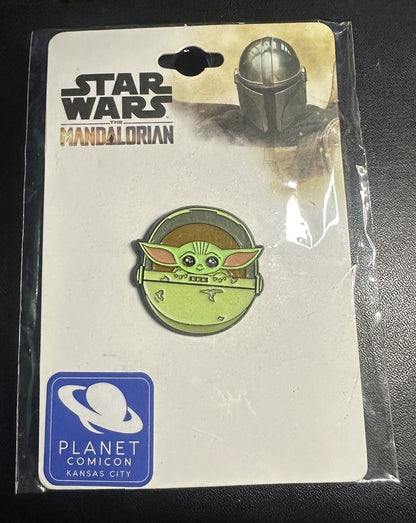 STAR
WARS
THE
MANDALORIAN
PLANET
COMICON
KANSAS CITY